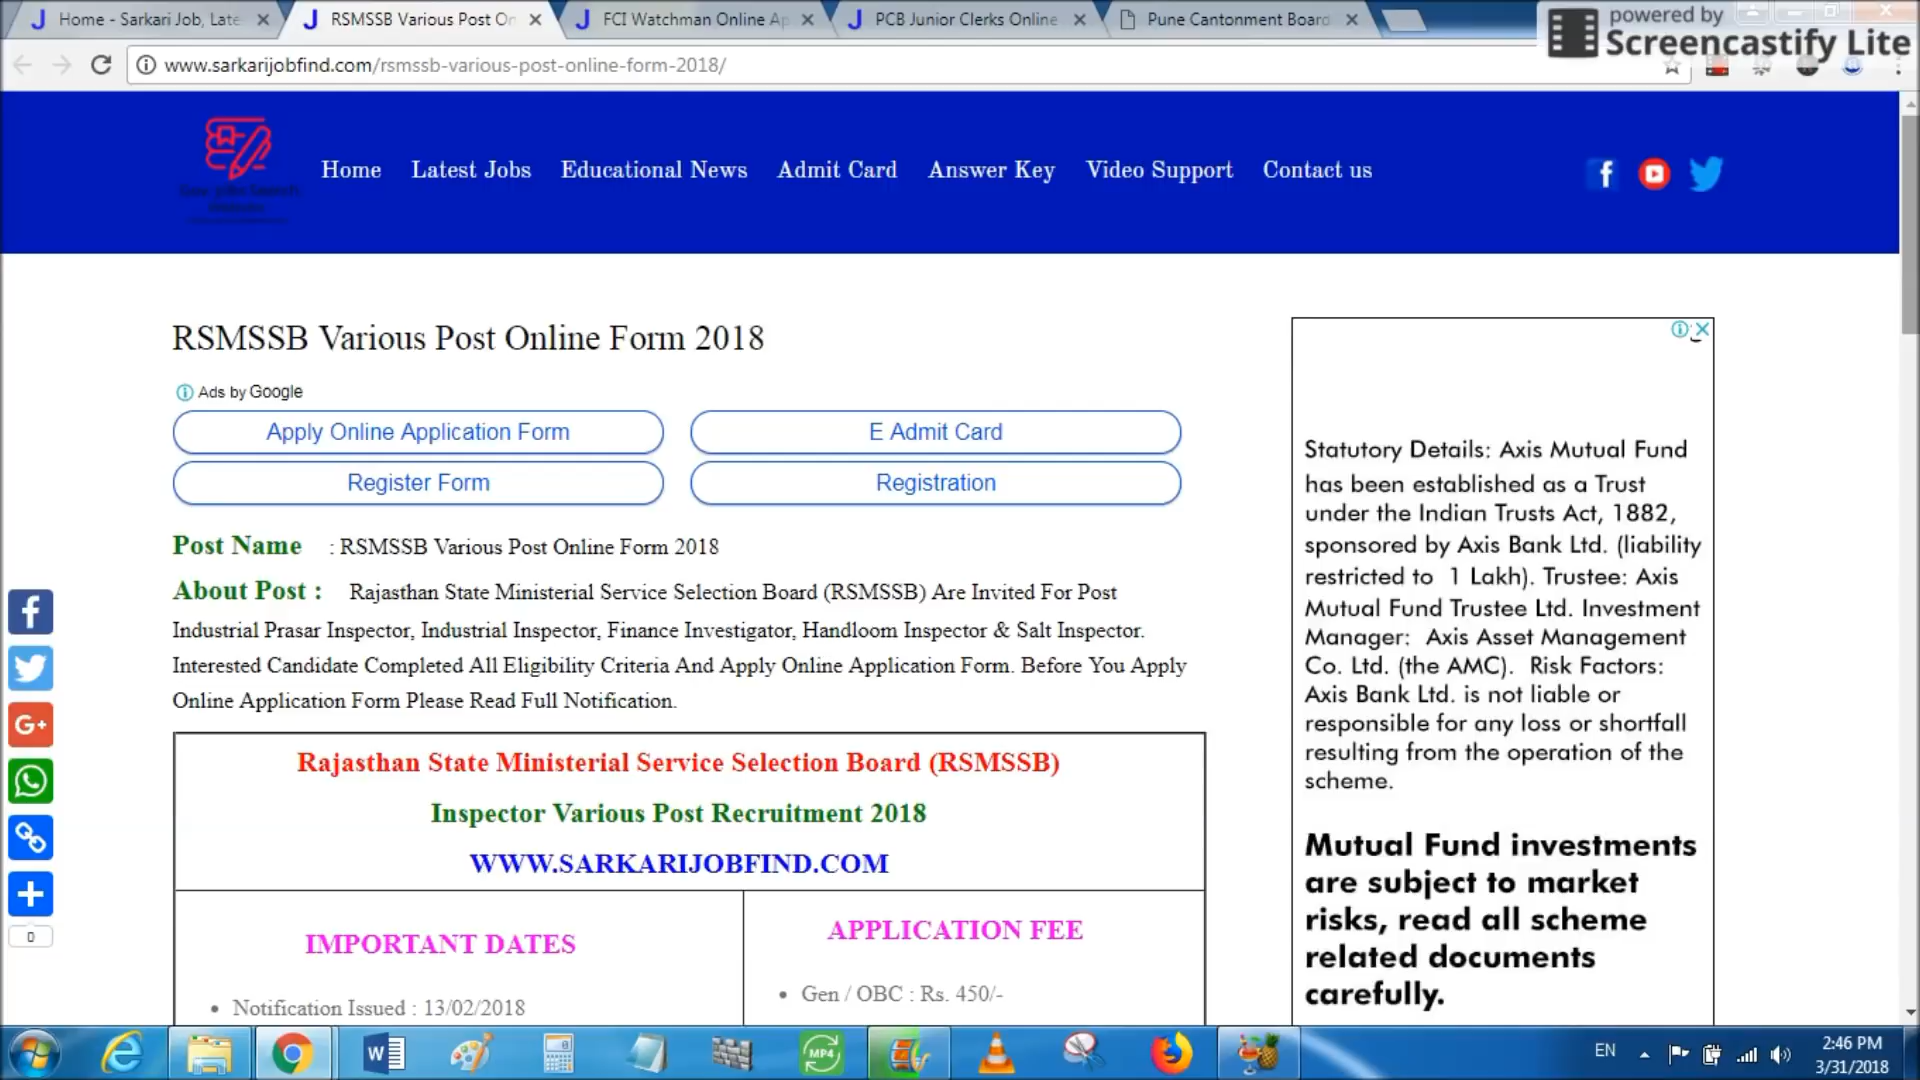 Home - Sarkari Job, Late
RSMSSB Various Post On
FCI Watchman Online Ap
PCB Junior Clerks Online
Pune Cantonment Board
powered by
Screencastify Lite
www.sarkarijobfind.com/rsmssb-various-post-online-form-2018/
Home
Latest Jobs
Educational News
Admit Card
Answer Key
Video Support
Contact us
RSMSSB Various Post Online Form 2018
Ads by Google
Apply Online Application Form
E Admit Card
Register Form
Registration
Post Name : RSMSSB Various Post Online Form 2018
About Post : Rajasthan State Ministerial Service Selection Board (RSMSSB) Are Invited For Post
Industrial Prasar Inspector, Industrial Inspector, Finance Investigator, Handloom Inspector & Salt Inspector.
Interested Candidate Completed All Eligibility Criteria And Apply Online Application Form. Before You Apply
Online Application Form Please Read Full Notification.
Rajasthan State Ministerial Service Selection Board (RSMSSB)
Inspector Various Post Recruitment 2018
WWW.SARKARIJOBFIND.COM
IMPORTANT DATES
• Notification Issued : 13/02/2018
APPLICATION FEE
• Gen / OBC : Rs. 450/-
0
Statutory Details: Axis Mutual Fund
has been established as a Trust
under the Indian Trusts Act, 1882,
sponsored by Axis Bank Ltd. (liability
restricted to 1 Lakh). Trustee: Axis
Mutual Fund Trustee Ltd. Investment
Manager: Axis Asset Management
Co. Ltd. (the AMC). Risk Factors:
Axis Bank Ltd. is not liable or
responsible for any loss or shortfall
resulting from the operation of the
scheme.
Mutual Fund investments
are subject to market
risks, read all scheme
related documents
carefully.
MP4
EN
2:46 PM
3/31/2018